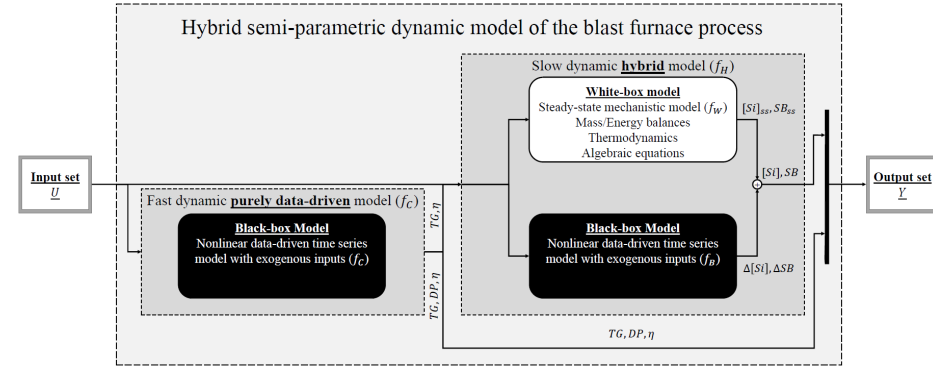 Hybrid semi-parametric dynamic model of the blast furnace process
Slow dynamic hybrid model (f_H)
White-box model
Steady-state mechanistic model (f_W)
Mass/Energy balances
Thermodynamics
Algebraic equations
[Si]_ss, SB_ss
[Si], SB
Input set
U
Output set
Y
Fast dynamic purely data-driven model (f_C)
TG, η
Black-box Model
Nonlinear data-driven time series
model with exogenous inputs (f_C)
Black-box Model
Nonlinear data-driven time series
model with exogenous inputs (f_B)
Δ[Si], ΔSB
TG, DP, η
TG, DP, η